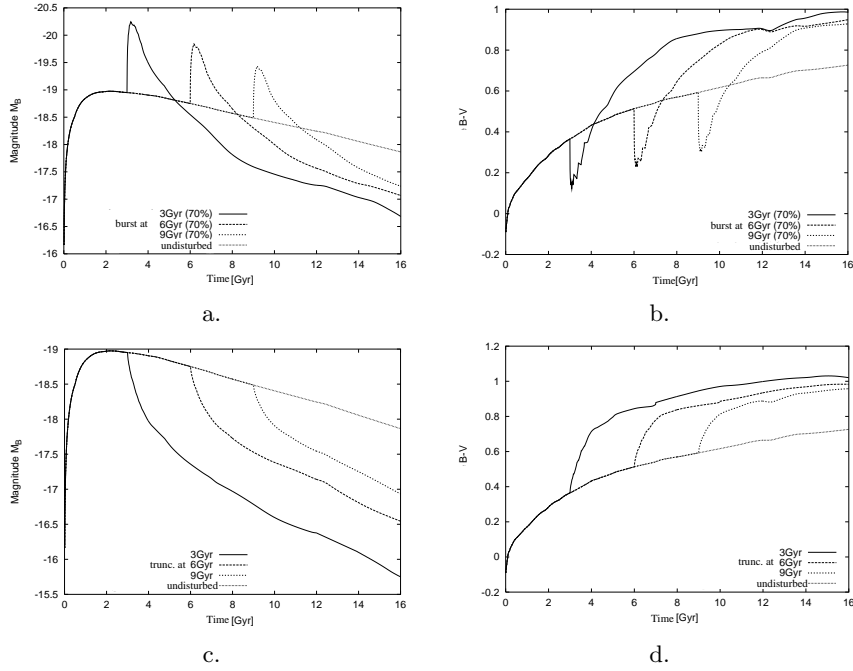 -20.5
-20
-19.5
-19
-18.5
-18
-17.5
-17
-16.5
-16
Magnitude M_B
0 2 4 6 8 10 12 14 16
Time [Gyr]
3Gyr (70%)
burst at 6Gyr (70%)
9Gyr (70%)
undisturbed
a.
1
0.8
0.6
0.4
0.2
0
-0.2
B-V
0 2 4 6 8 10 12 14 16
Time[Gyr]
3Gyr (70%)
burst at 6Gyr (70%)
9Gyr (70%)
undisturbed
b.
-19
-18.5
-18
-17.5
-17
-16.5
-16
-15.5
Magnitude M_B
0 2 4 6 8 10 12 14 16
Time [Gyr]
3Gyr
trunc. at 6Gyr
9Gyr
undisturbed
c.
1.2
1
0.8
0.6
0.4
0.2
0
-0.2
B-V
0 2 4 6 8 10 12 14 16
Time [Gyr]
3Gyr
trunc. at 6Gyr
9Gyr
undisturbed
d.